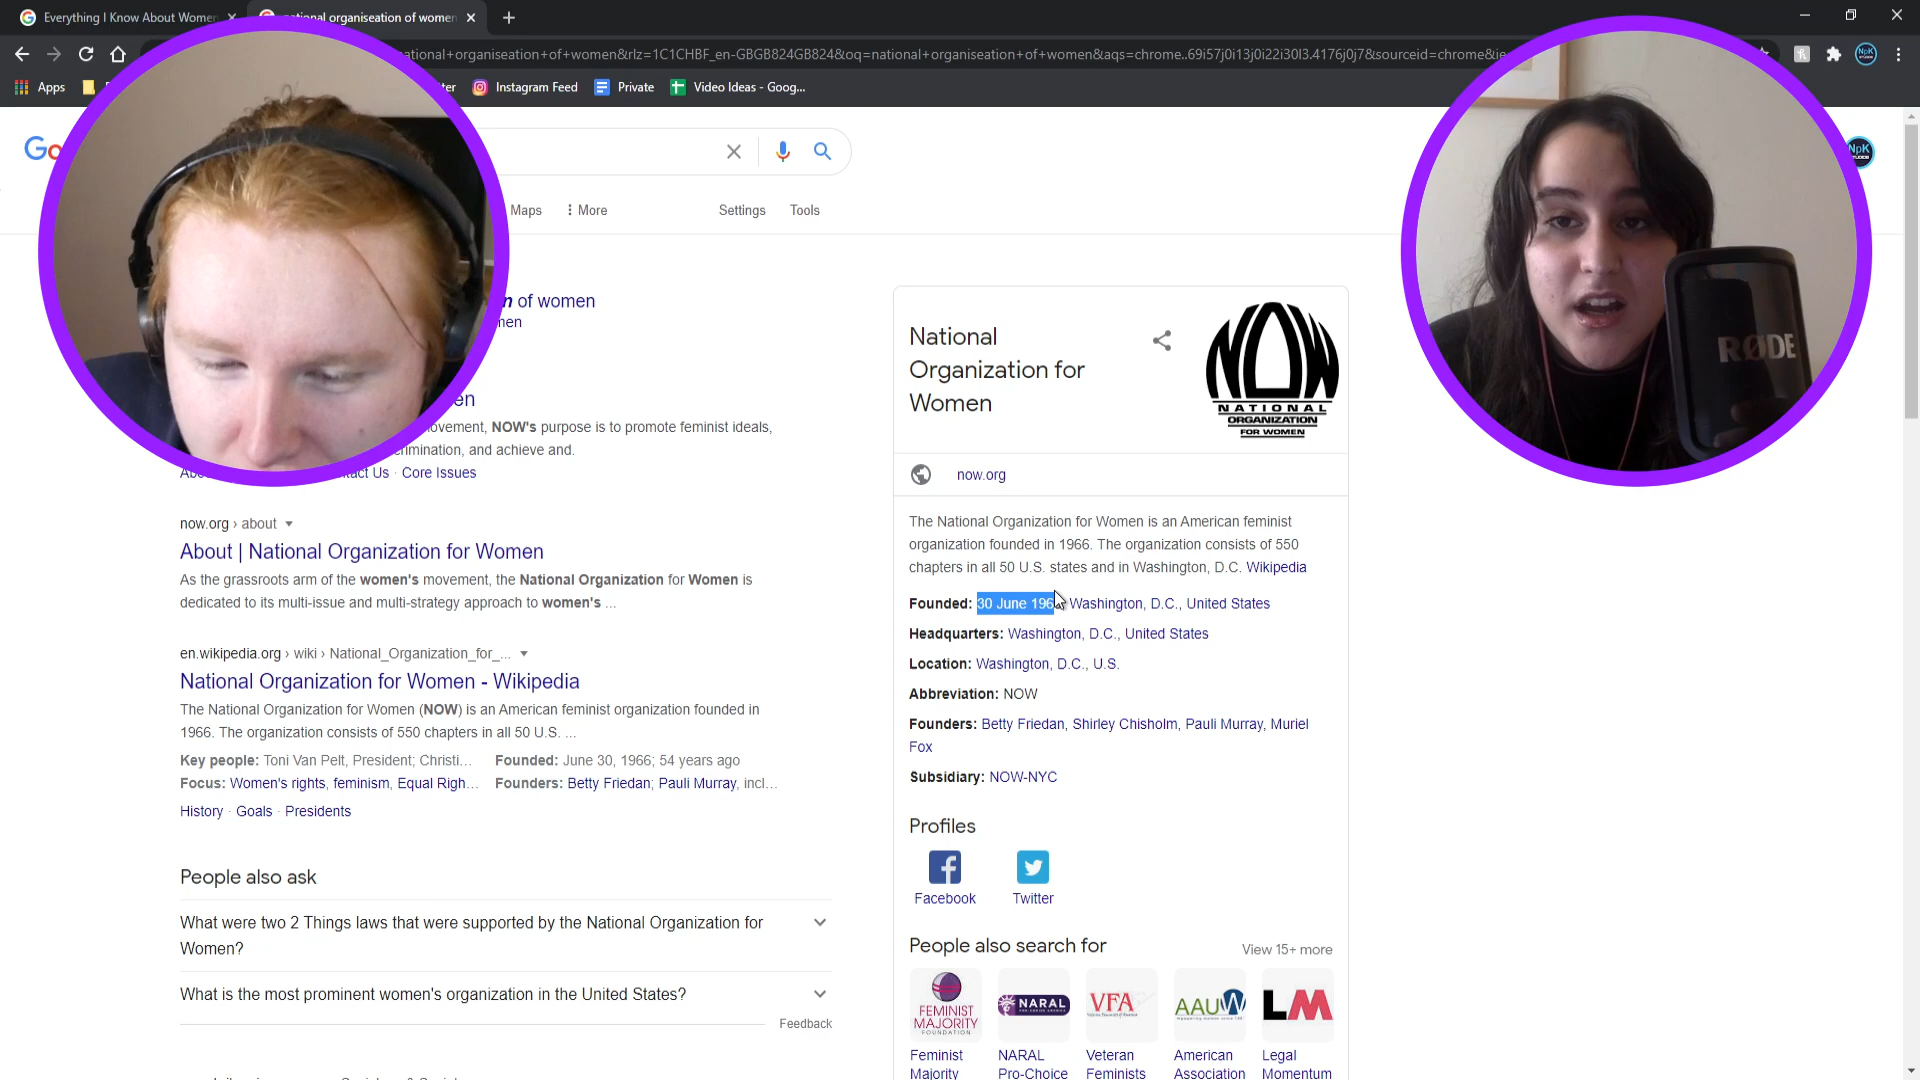 Everything I Know About Women
national organiseation of women
ational+organiseation+of+women&rlz=1C1CHBF_en-GBGB824GB824&oq=national+organiseation+of+women&aqs=chrome..69i57j0i13j0i22i30l3.4176j0j7&sourceid=chrome&ie
Apps
ter
Instagram Feed
Private
Video Ideas - Goog...
Go
Maps
More
Settings
Tools
n of women
men
en
ovement, NOW's purpose is to promote feminist ideals,
rimination, and achieve and.
tact Us · Core Issues
now.org › about
About | National Organization for Women
As the grassroots arm of the women's movement, the National Organization for Women is
dedicated to its multi-issue and multi-strategy approach to women's ...
en.wikipedia.org › wiki › National_Organization_for_...
National Organization for Women - Wikipedia
The National Organization for Women (NOW) is an American feminist organization founded in
1966. The organization consists of 550 chapters in all 50 U.S. ...
Key people: Toni Van Pelt, President; Christi... Founded: June 30, 1966; 54 years ago
Focus: Women's rights, feminism, Equal Righ... Founders: Betty Friedan; Pauli Murray, incl...
History · Goals · Presidents
People also ask
What were two 2 Things laws that were supported by the National Organization for
Women?
What is the most prominent women's organization in the United States?
Feedback
National
Organization for
Women
NOW
NATIONAL
ORGANIZATION
FOR WOMEN
now.org
The National Organization for Women is an American feminist
organization founded in 1966. The organization consists of 550
chapters in all 50 U.S. states and in Washington, D.C. Wikipedia
Founded: 30 June 196 Washington, D.C., United States
Headquarters: Washington, D.C., United States
Location: Washington, D.C., U.S.
Abbreviation: NOW
Founders: Betty Friedan, Shirley Chisholm, Pauli Murray, Muriel
Fox
Subsidiary: NOW-NYC
Profiles
Facebook
Twitter
People also search for
View 15+ more
FEMINIST
MAJORITY
FOUNDATION
NARAL
VFA
AAUW
LM
Feminist
Majority
NARAL
Pro-Choice
Veteran
Feminists
American
Association
Legal
Momentum
RØDE
NpK